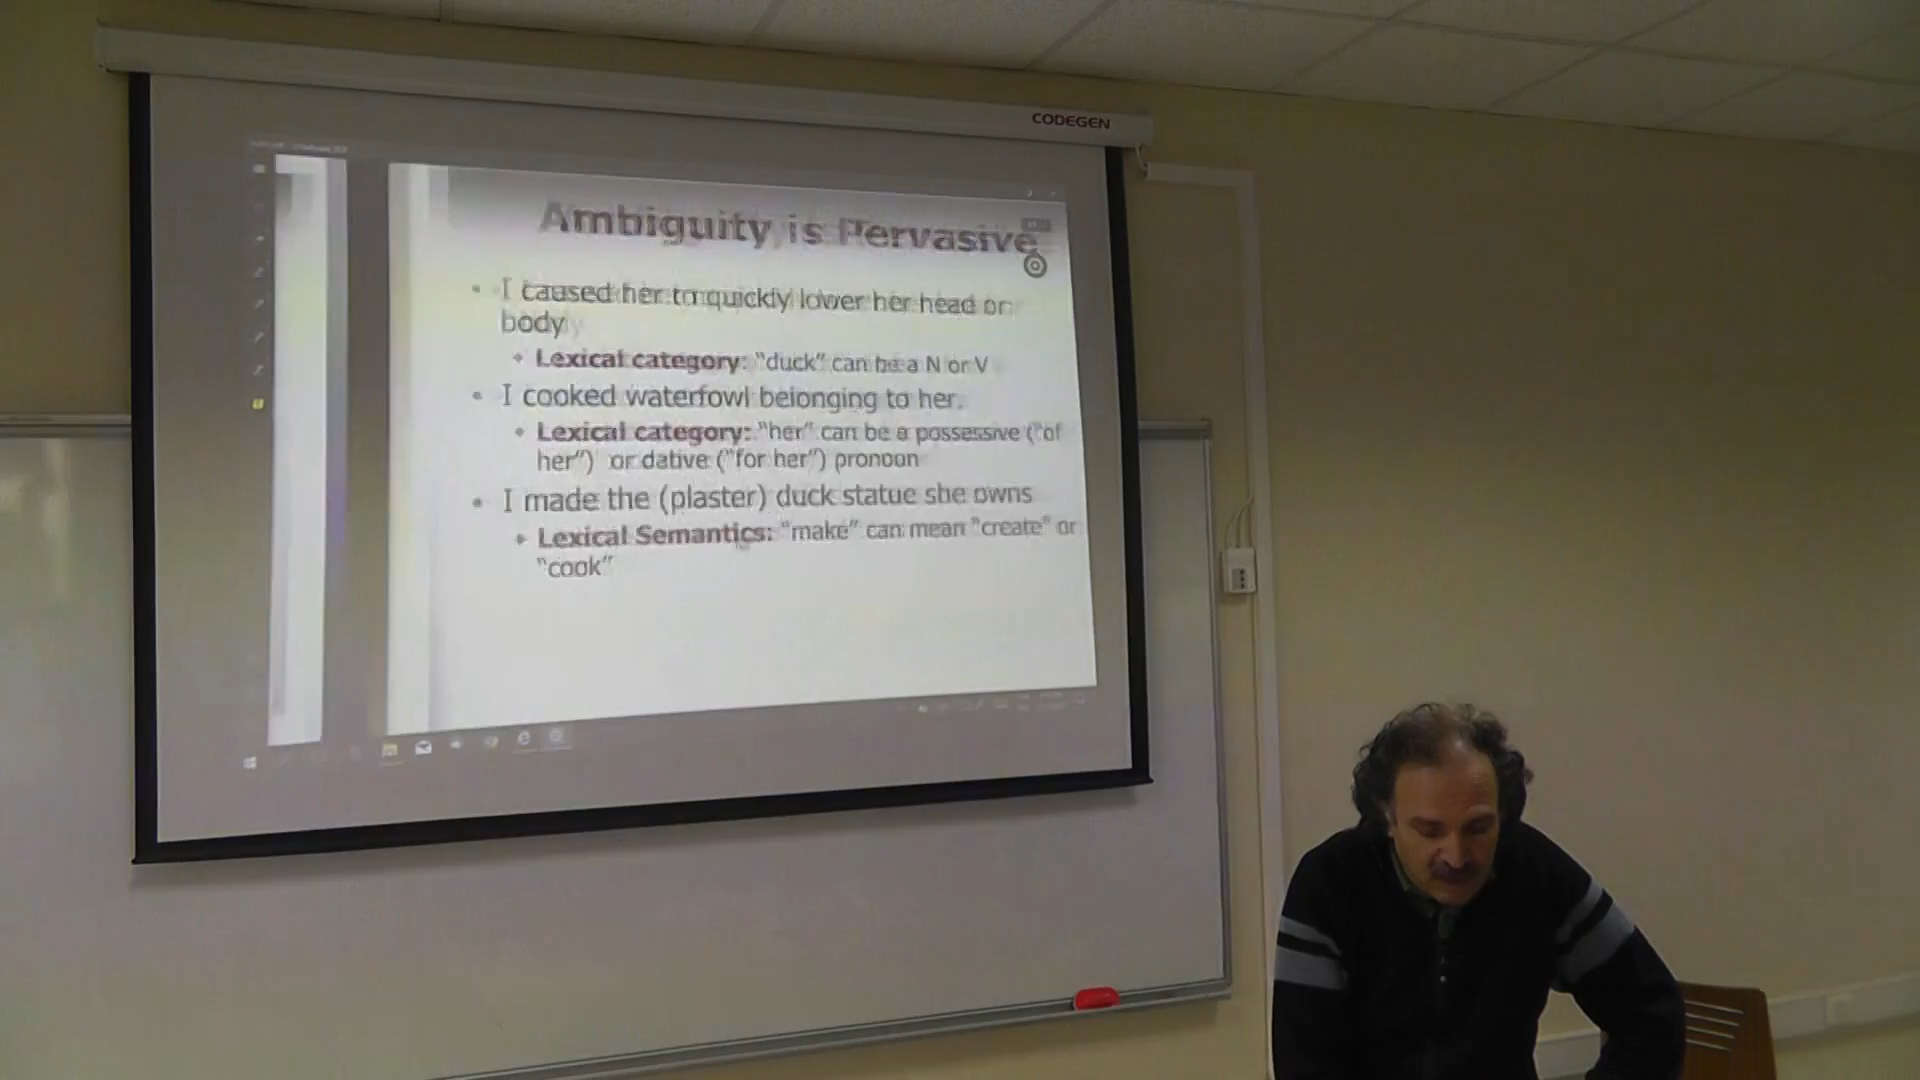 CODEGEN
Ambiguity is Pervasive
• I caused her to quickly lower her head or
body
• Lexical category: "duck" can be a N or V
• I cooked waterfowl belonging to her.
• Lexical category: "her" can be a possessive ("of
her") or dative ("for her") pronoun
• I made the (plaster) duck statue she owns
• Lexical Semantics: "make" can mean "create" or
"cook"